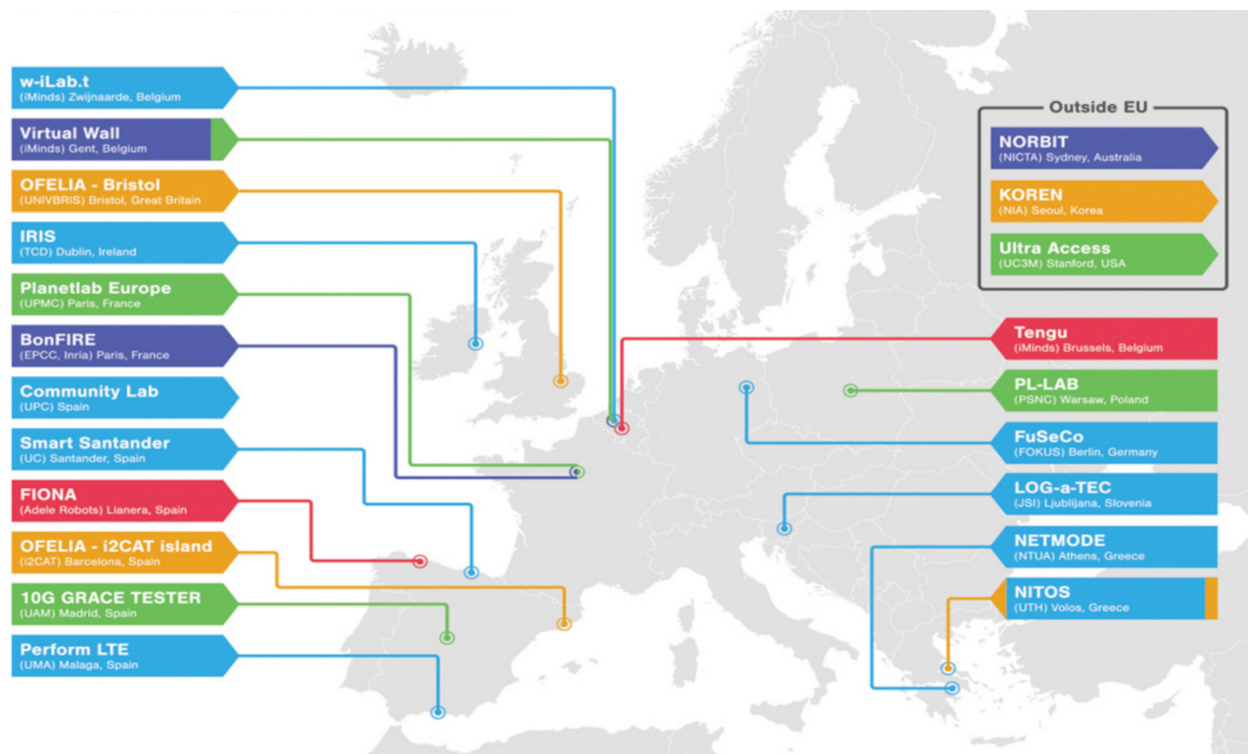 w-iLab.t
(iMinds) Zwijnaarde, Belgium
Virtual Wall
(iMinds) Gent, Belgium
OFELIA - Bristol
(UNIVBRIS) Bristol, Great Britain
IRIS
(TCD) Dublin, Ireland
Planetlab Europe
(UPMC) Paris, France
BonFIRE
(EPCC, Inria) Paris, France
Community Lab
(UPC) Spain
Smart Santander
(UC) Santander, Spain
FIONA
(Adele Robots) Llanera, Spain
OFELIA - i2CAT island
(i2CAT) Barcelona, Spain
10G GRACE TESTER
(UAM) Madrid, Spain
Perform LTE
(UMA) Malaga, Spain
Outside EU
NORBIT
(NICTA) Sydney, Australia
KOREN
(NIA) Seoul, Korea
Ultra Access
(UC3M) Stanford, USA
Tengu
(iMinds) Brussels, Belgium
PL-LAB
(PSNC) Warsaw, Poland
FuSeCo
(FOKUS) Berlin, Germany
LOG-a-TEC
(JSI) Ljublijana, Slovenia
NETMODE
(NTUA) Athens, Greece
NITOS
(UTH) Volos, Greece